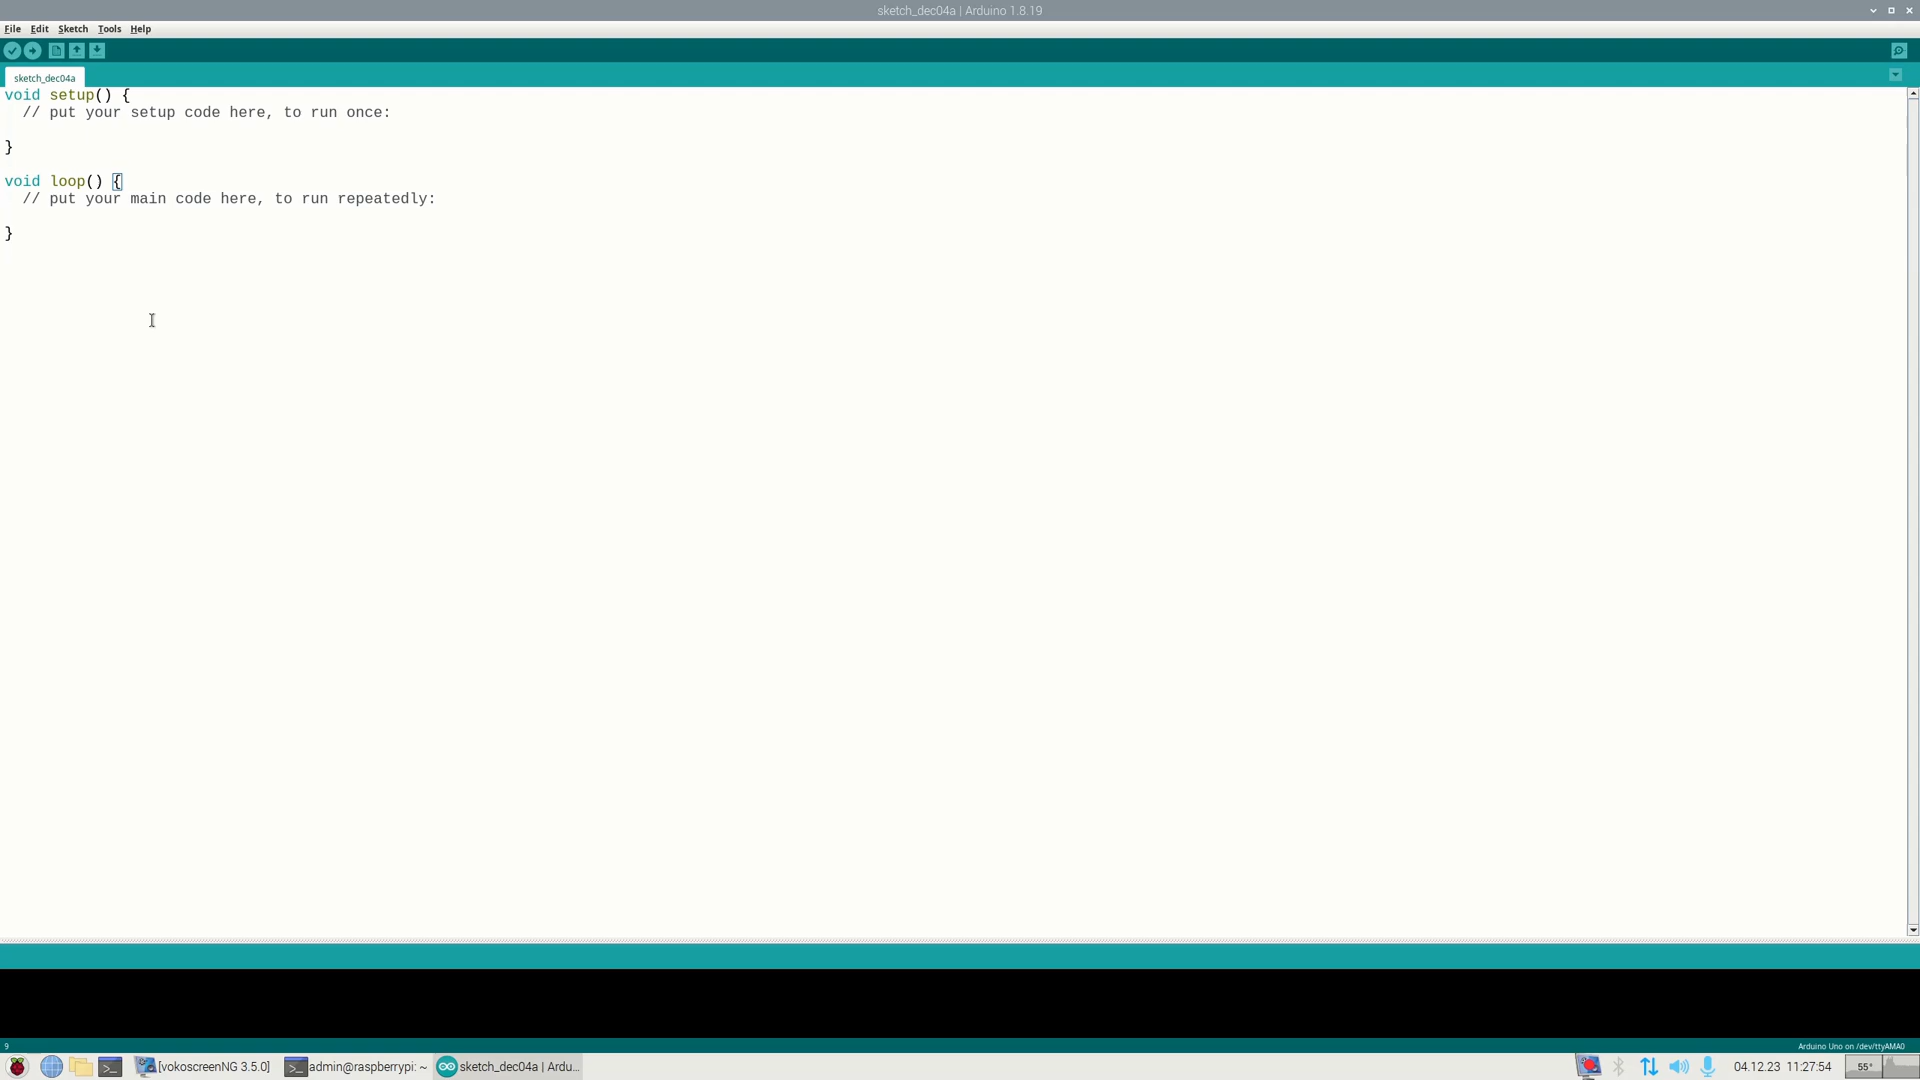 sketch_dec04a | Arduino 1.8.19
File Edit Sketch Tools Help
sketch_dec04a
void setup() {
  // put your setup code here, to run once:
}
void loop() {
  // put your main code here, to run repeatedly:
}
9
Arduino Uno on /dev/ttyAMA0
[vokoscreenNG 3.5.0] admin@raspberrypi: ~ sketch_dec04a | Ardu... 04.12.23 11:27:54 55°